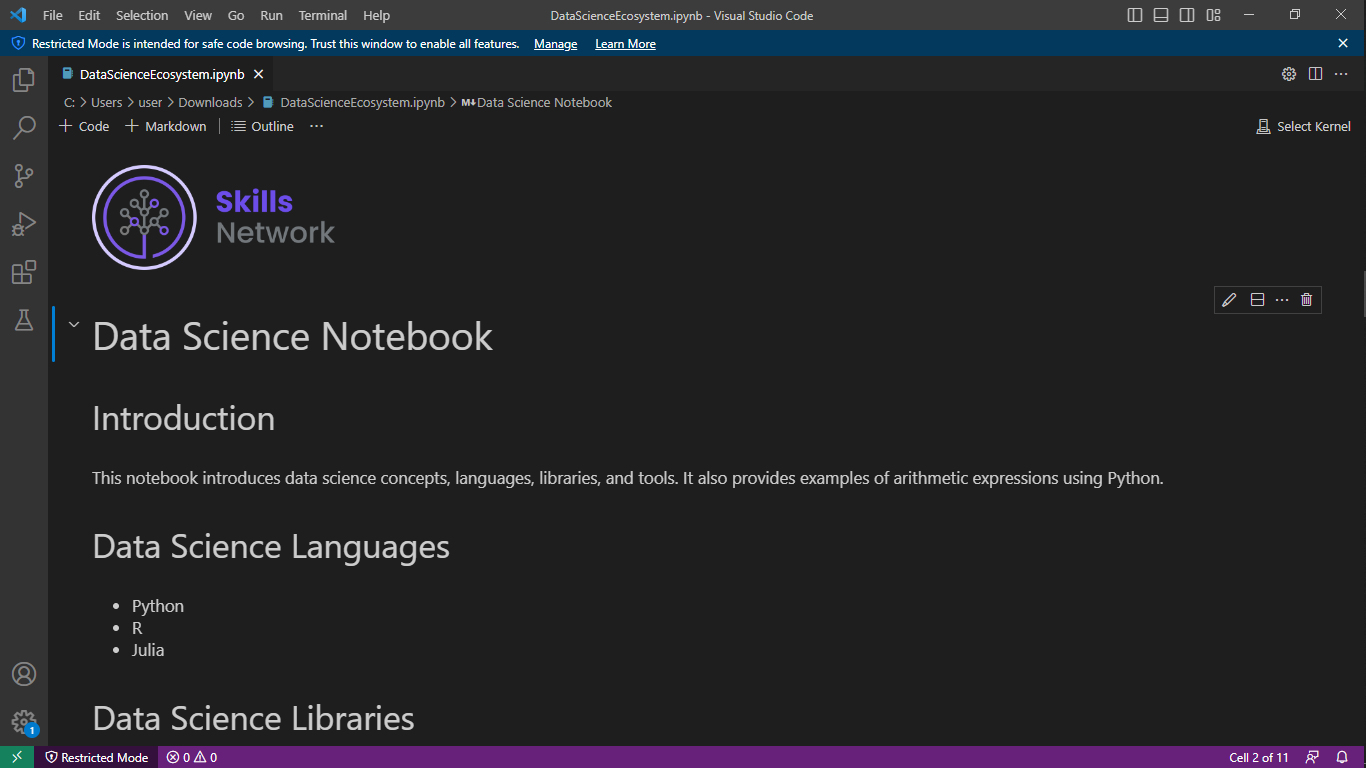 File Edit Selection View Go Run Terminal Help DataScienceEcosystem.ipynb - Visual Studio Code
Restricted Mode is intended for safe code browsing. Trust this window to enable all features. Manage Learn More
DataScienceEcosystem.ipynb
C: > Users > user > Downloads > DataScienceEcosystem.ipynb > M↓Data Science Notebook
+ Code + Markdown Outline ... Select Kernel
Skills
Network
Data Science Notebook
Introduction
This notebook introduces data science concepts, languages, libraries, and tools. It also provides examples of arithmetic expressions using Python.
Data Science Languages
• Python
• R
• Julia
Data Science Libraries
1
Restricted Mode 0 0 Cell 2 of 11